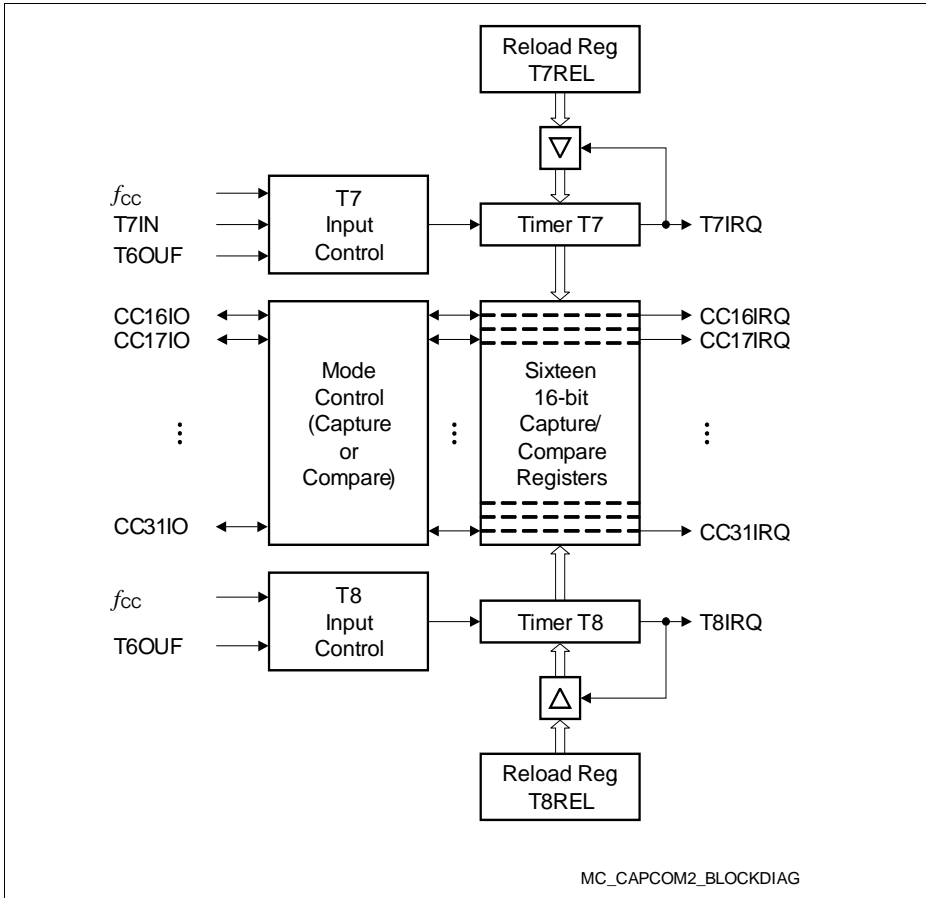 Reload Reg
T7REL
fCC
T7IN
T6OUF
T7
Input
Control
Timer T7
T7IRQ
CC16IO
CC17IO
CC31IO
Mode
Control
(Capture
or
Compare)
Sixteen
16-bit
Capture/
Compare
Registers
CC16IRQ
CC17IRQ
CC31IRQ
fCC
T6OUF
T8
Input
Control
Timer T8
T8IRQ
Reload Reg
T8REL
MC_CAPCOM2_BLOCKDIAG